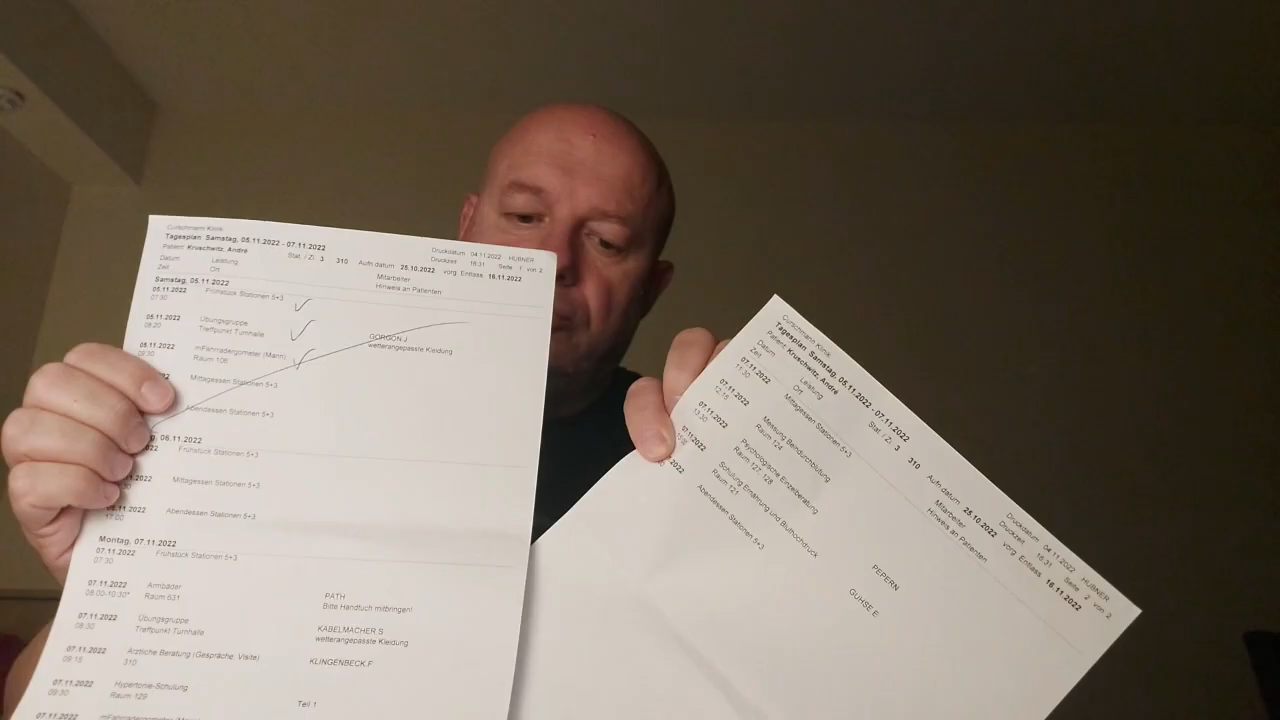 Curschmann Klinik
Tagesplan Samstag, 05.11.2022 - 07.11.2022
Druckdatum 04.11.2022 HÜBNER
Patient Kruschwitz, André Stat. / Zi. 3 310
Druckzeit 16:31 Seite 1 von 2
Aufn.datum 25.10.2022 vorg. Entlass. 16.11.2022
Datum Leistung Mitarbeiter
Zeit Ort Hinweis an Patienten
Samstag, 05.11.2022
05.11.2022 Frühstück Stationen 5+3
07:30
05.11.2022 Übungsgruppe GORGON.J
08:20 Treffpunkt Turnhalle wetterangepasste Kleidung
05.11.2022 mFahrradergometer (Mann)
09:30 Raum 106
Mittagessen Stationen 5+3
Abendessen Stationen 5+3
06.11.2022
Frühstück Stationen 5+3
Mittagessen Stationen 5+3
2022 Abendessen Stationen 5+3
17:00
Montag, 07.11.2022
07.11.2022 Frühstück Stationen 5+3
07:30
07.11.2022 Armbäder PATH
08:00-10:30* Raum 631 Bitte Handtuch mitbringen!
07.11.2022 Übungsgruppe KABELMACHER.S
08:30 Treffpunkt Turnhalle wetterangepasste Kleidung
07.11.2022 Ärztliche Beratung (Gespräche, Visite) KLINGENBECK.F
09:15 310
07.11.2022 Hypertonie-Schulung
09:30 Raum 129 Teil 1
07.11.2022
Curschmann Klinik
Tagesplan Samstag, 05.11.2022 - 07.11.2022
Druckdatum 04.11.2022 HÜBNER
Patient Kruschwitz, André Stat. / Zi. 3 310
Druckzeit 16:31 Seite 2 von 2
Aufn.datum 25.10.2022 vorg. Entlass. 16.11.2022
Datum Leistung Mitarbeiter
Zeit Ort Hinweis an Patienten
07.11.2022 Mittagessen Stationen 5+3
11:30
07.11.2022 Messung Beindurchblutung
12:15 Raum 124
07.11.2022 Psychologische Einzelberatung PEPERN
13:30 Raum 127, 128
07.11.2022 Schulung Ernährung und Bluthochdruck GUHSE.E
Raum 121
2022 Abendessen Stationen 5+3